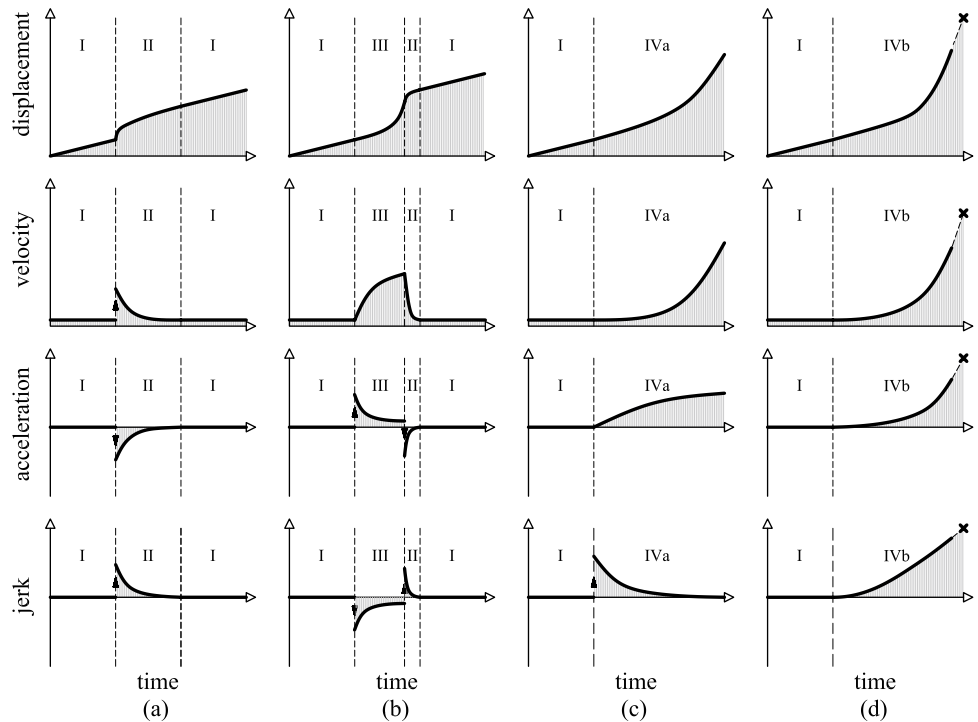 displacement
I II I
I III II I
I IVa
I IVb
velocity
I II I
I III II I
I IVa
I IVb
acceleration
I II I
I III II I
I IVa
I IVb
jerk
I II I
I III II I
I IVa
I IVb
time time time time
(a) (b) (c) (d)